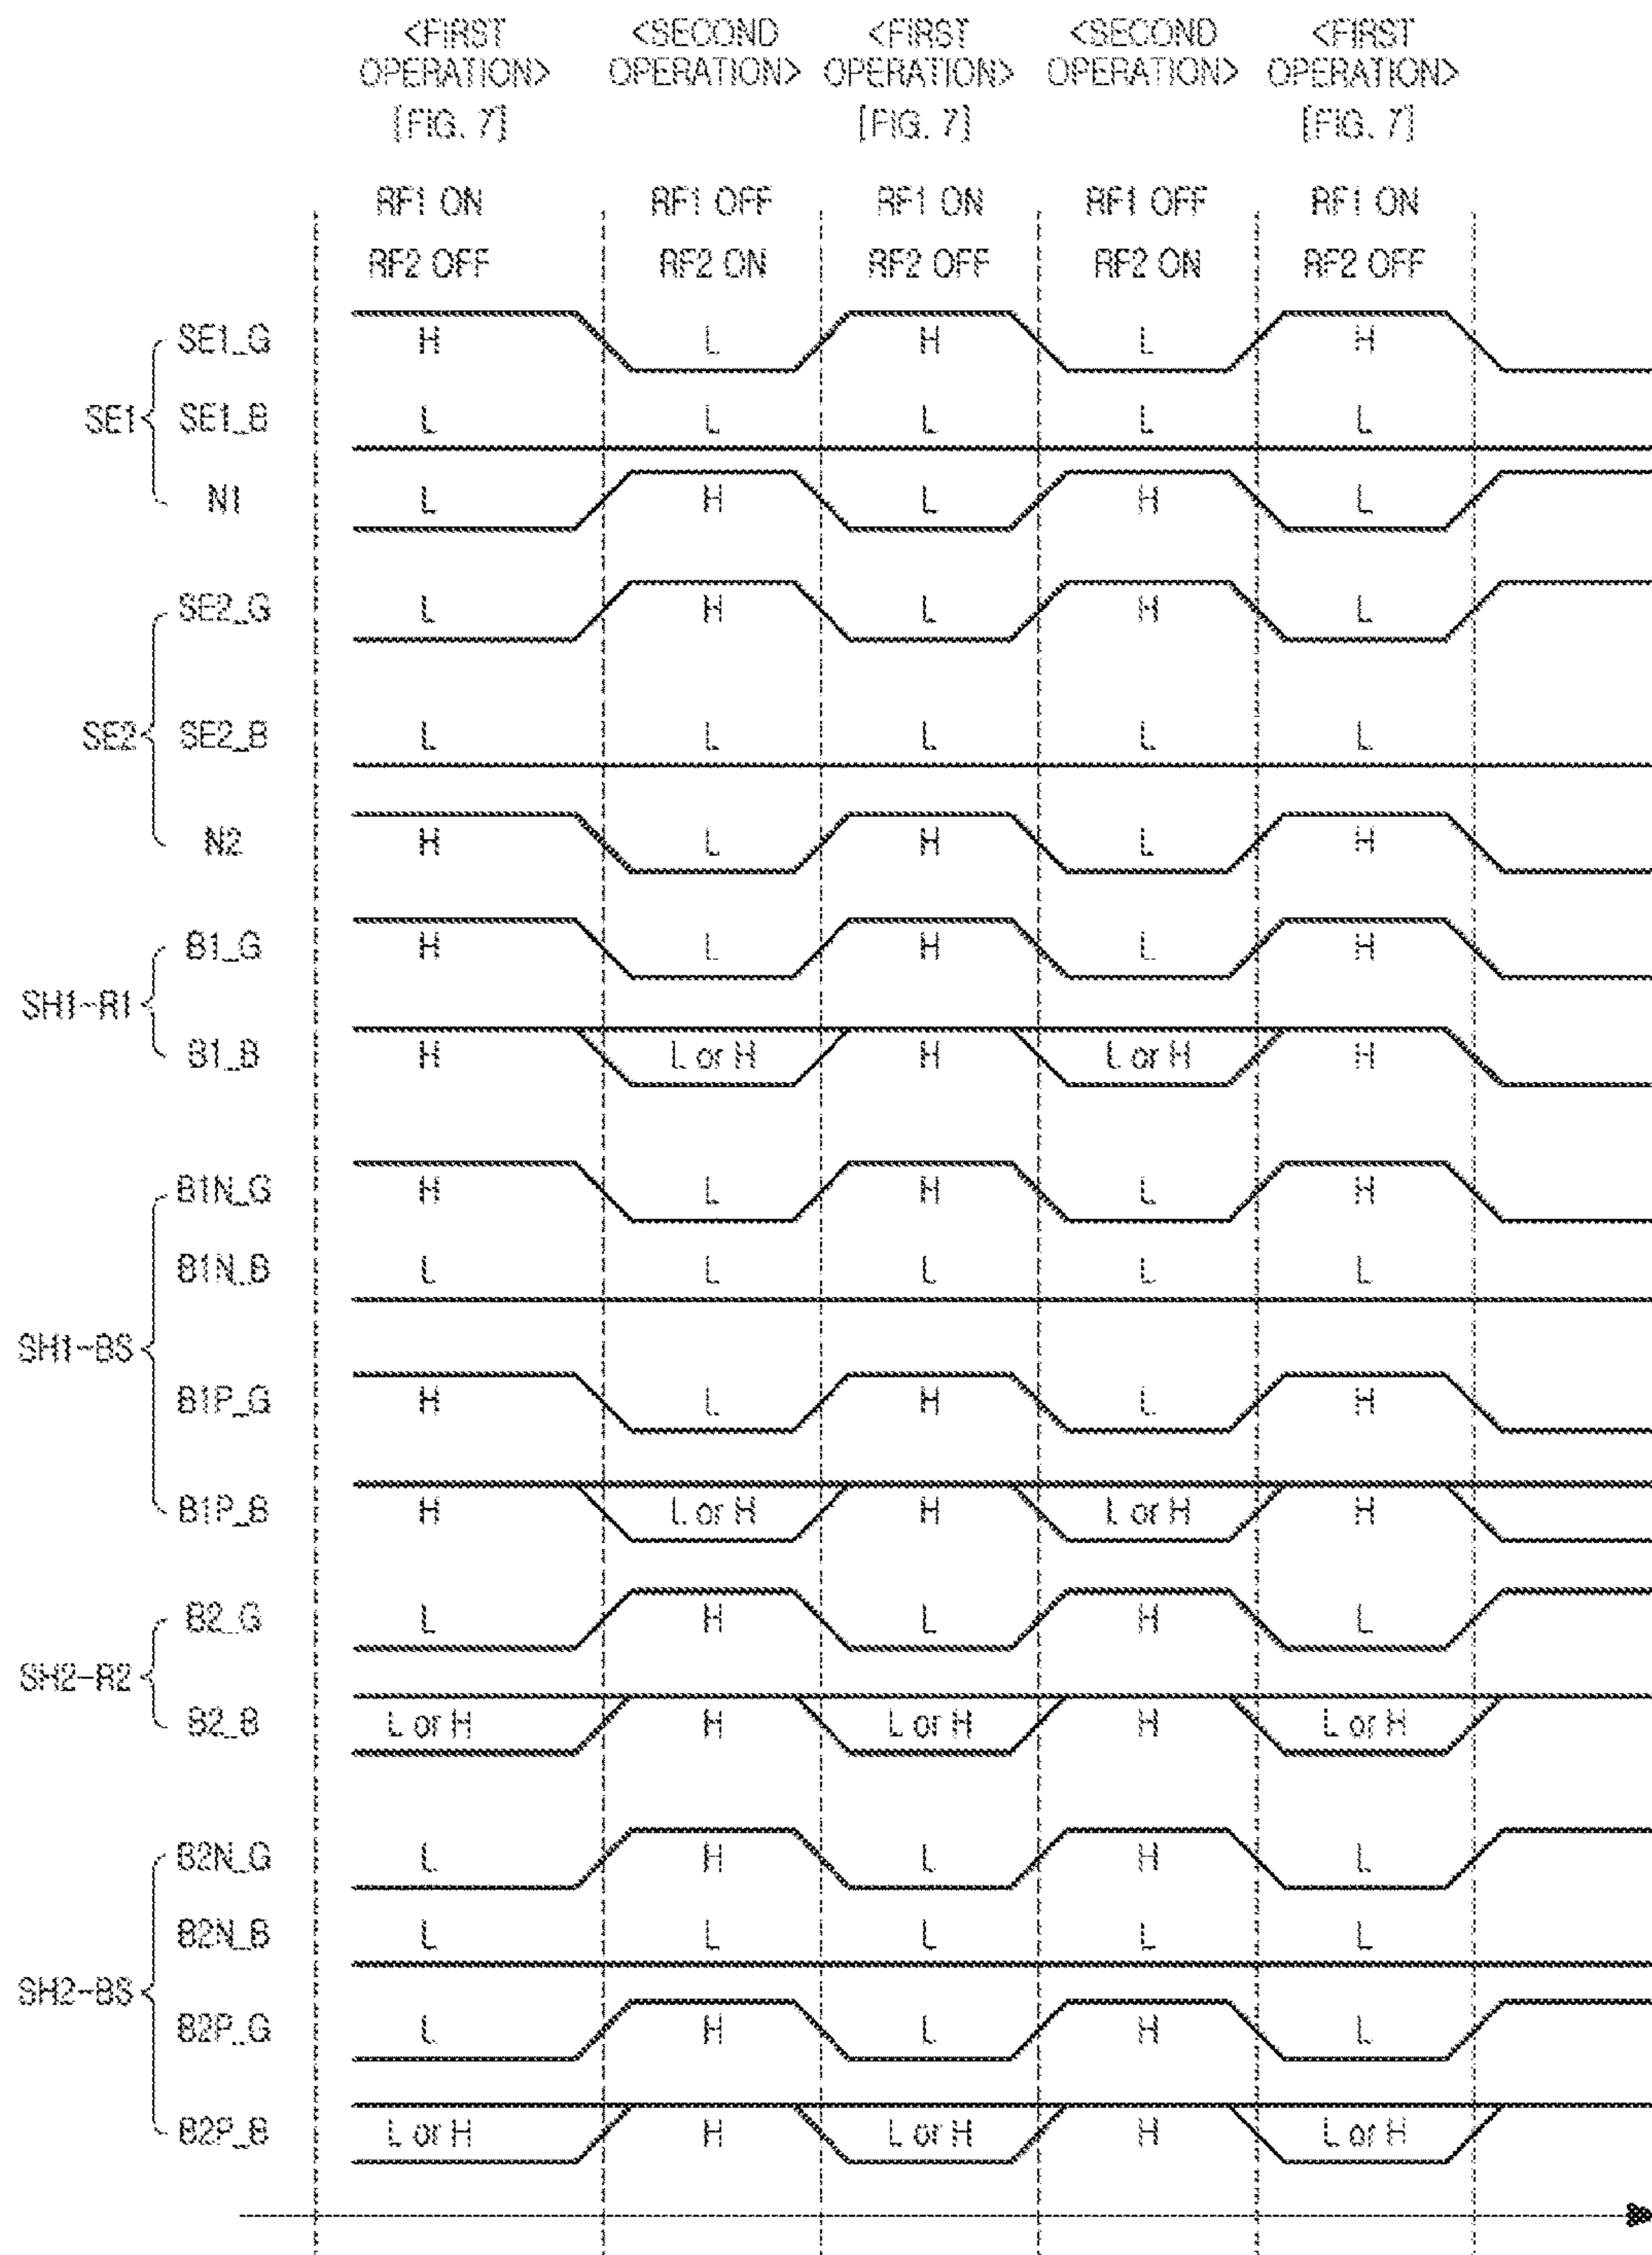 <FIRST <SECOND <FIRST <SECOND <FIRST
OPERATION> OPERATION> OPERATION> OPERATION> OPERATION>
[FIG. 7] [FIG. 7] [FIG. 7]
RF1 ON RF1 OFF RF1 ON RF1 OFF RF1 ON
RF2 OFF RF2 ON RF2 OFF RF2 ON RF2 OFF
SE1_G H L H L H
SE1 SE1_B L L L L L
N1 L H L H L
SE2_G L H L H L
SE2 SE2_B L L L L L
N2 H L H L H
B1_G H L H L H
SH1-R1
B1_B H L or H H L or H H
B1N_G H L H L H
B1N_B L L L L L
SH1-BS
B1P_G H L H L H
B1P_B H L or H H L or H H
B2_G L H L H L
SH2-R2
B2_B L or H H L or H H L or H
B2N_G L H L H L
B2N_B L L L L L
SH2-BS
B2P_G L H L H L
B2P_B L or H H L or H H L or H